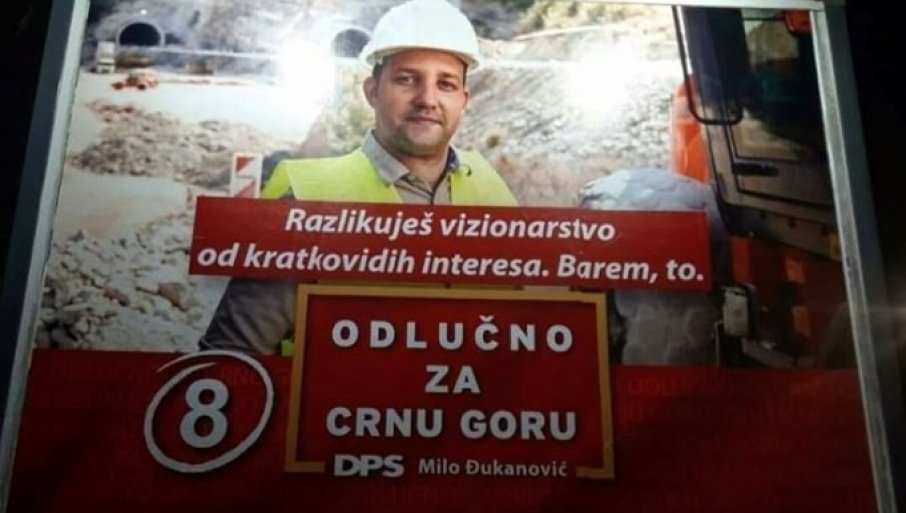 Razlikuješ vizionarstvo
od kratkovidih interesa. Barem, to.
ODLUČNO
ZA
CRNU GORU
8
DPS Milo Đukanović